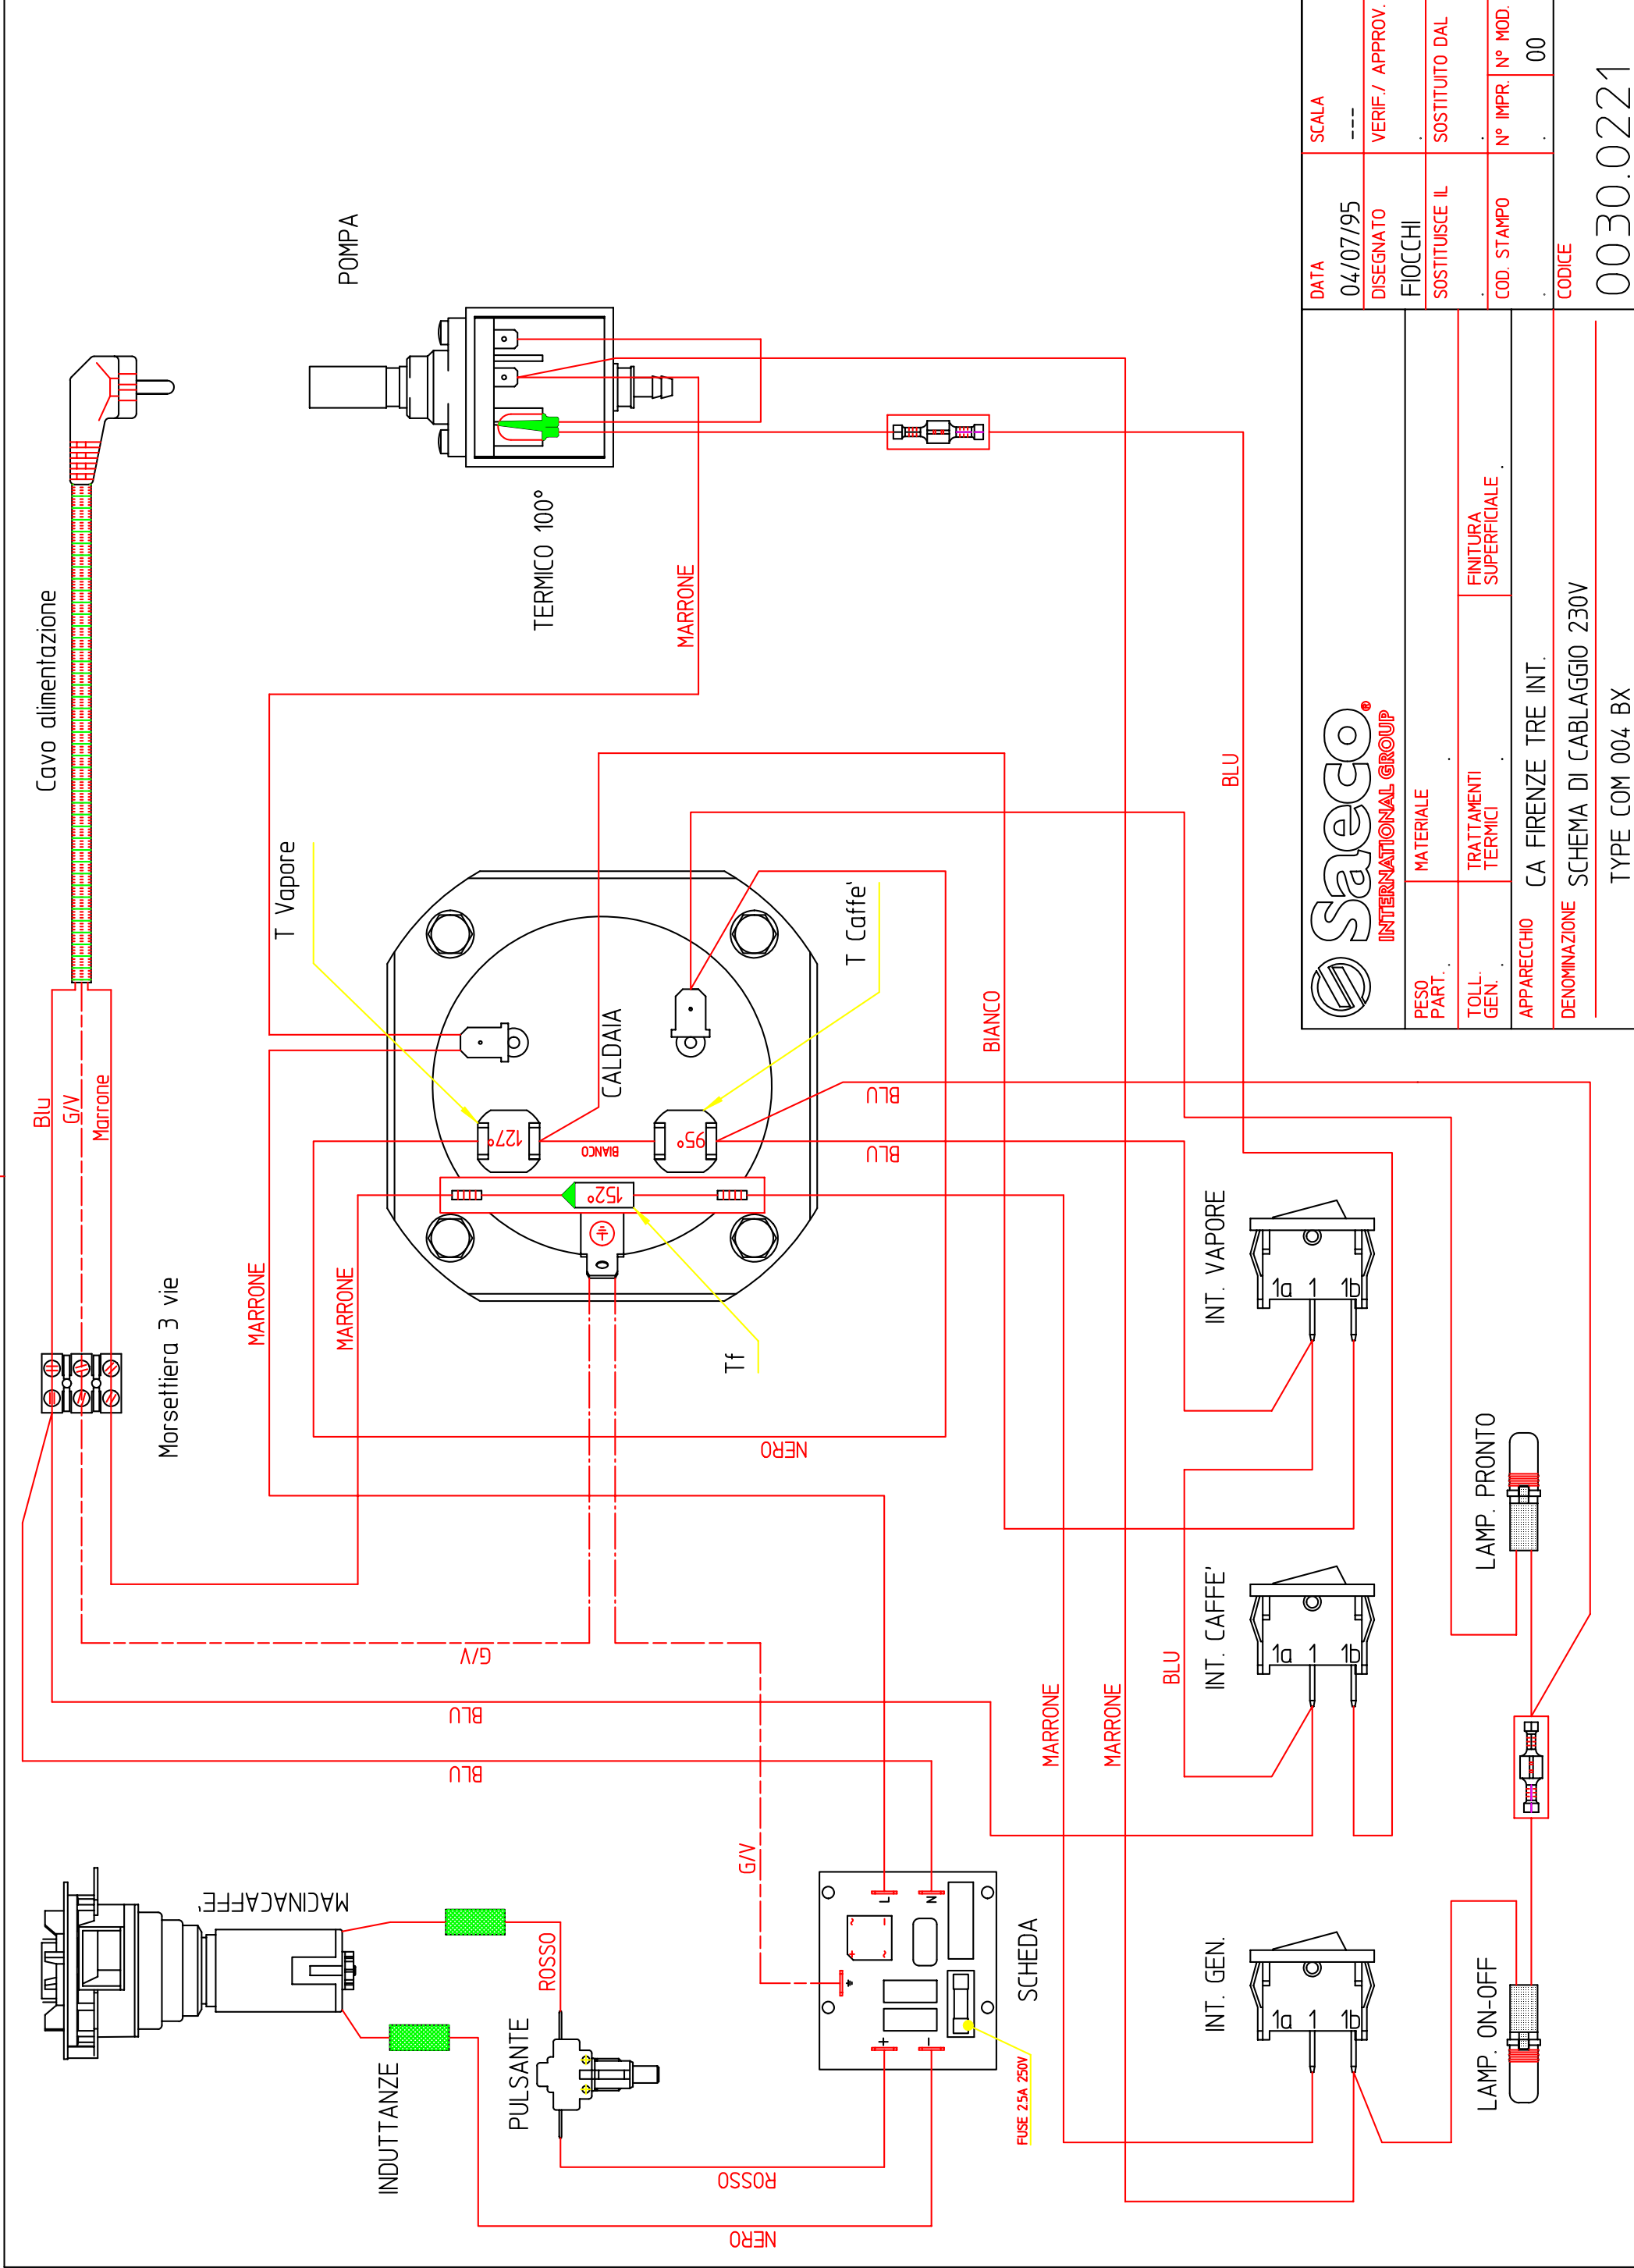 Cavo alimentazione
POMPA
Blu
G/V
Marrone
Morsettiera 3 vie
TERMICO 100°
MARRONE
T Vapore
T Caffe'
CALDAIA
127°
BIANCO
95°
152°
Tf
MARRONE
MARRONE
NERO
BLU
BLU
BIANCO
BLU
G/V
BLU
BLU
G/V
MACINACAFFE'
INDUTTANZE
ROSSO
PULSANTE
ROSSO
NERO
L
N
+
-
~
-
+
~
SCHEDA
FUSE 2.5A 250V
MARRONE
MARRONE
BLU
INT. VAPORE
1a 1 1b
INT. CAFFE'
1a 1 1b
INT. GEN.
1a 1 1b
LAMP. PRONTO
LAMP. ON-OFF
Saeco®
INTERNATIONAL GROUP
DATA
04/07/95
SCALA
---
DISEGNATO
FIOCCHI
VERIF./ APPROV.
.
SOSTITUISCE IL
.
SOSTITUITO DAL
.
COD. STAMPO
.
N° IMPR.
.
N° MOD.
00
PESO
PART. .
MATERIALE
.
TOLL.
GEN. .
TRATTAMENTI
TERMICI .
FINITURA
SUPERFICIALE .
APPARECCHIO
CA FIRENZE TRE INT.
DENOMINAZIONE
SCHEMA DI CABLAGGIO 230V
TYPE COM 004 BX
CODICE
0030.0221